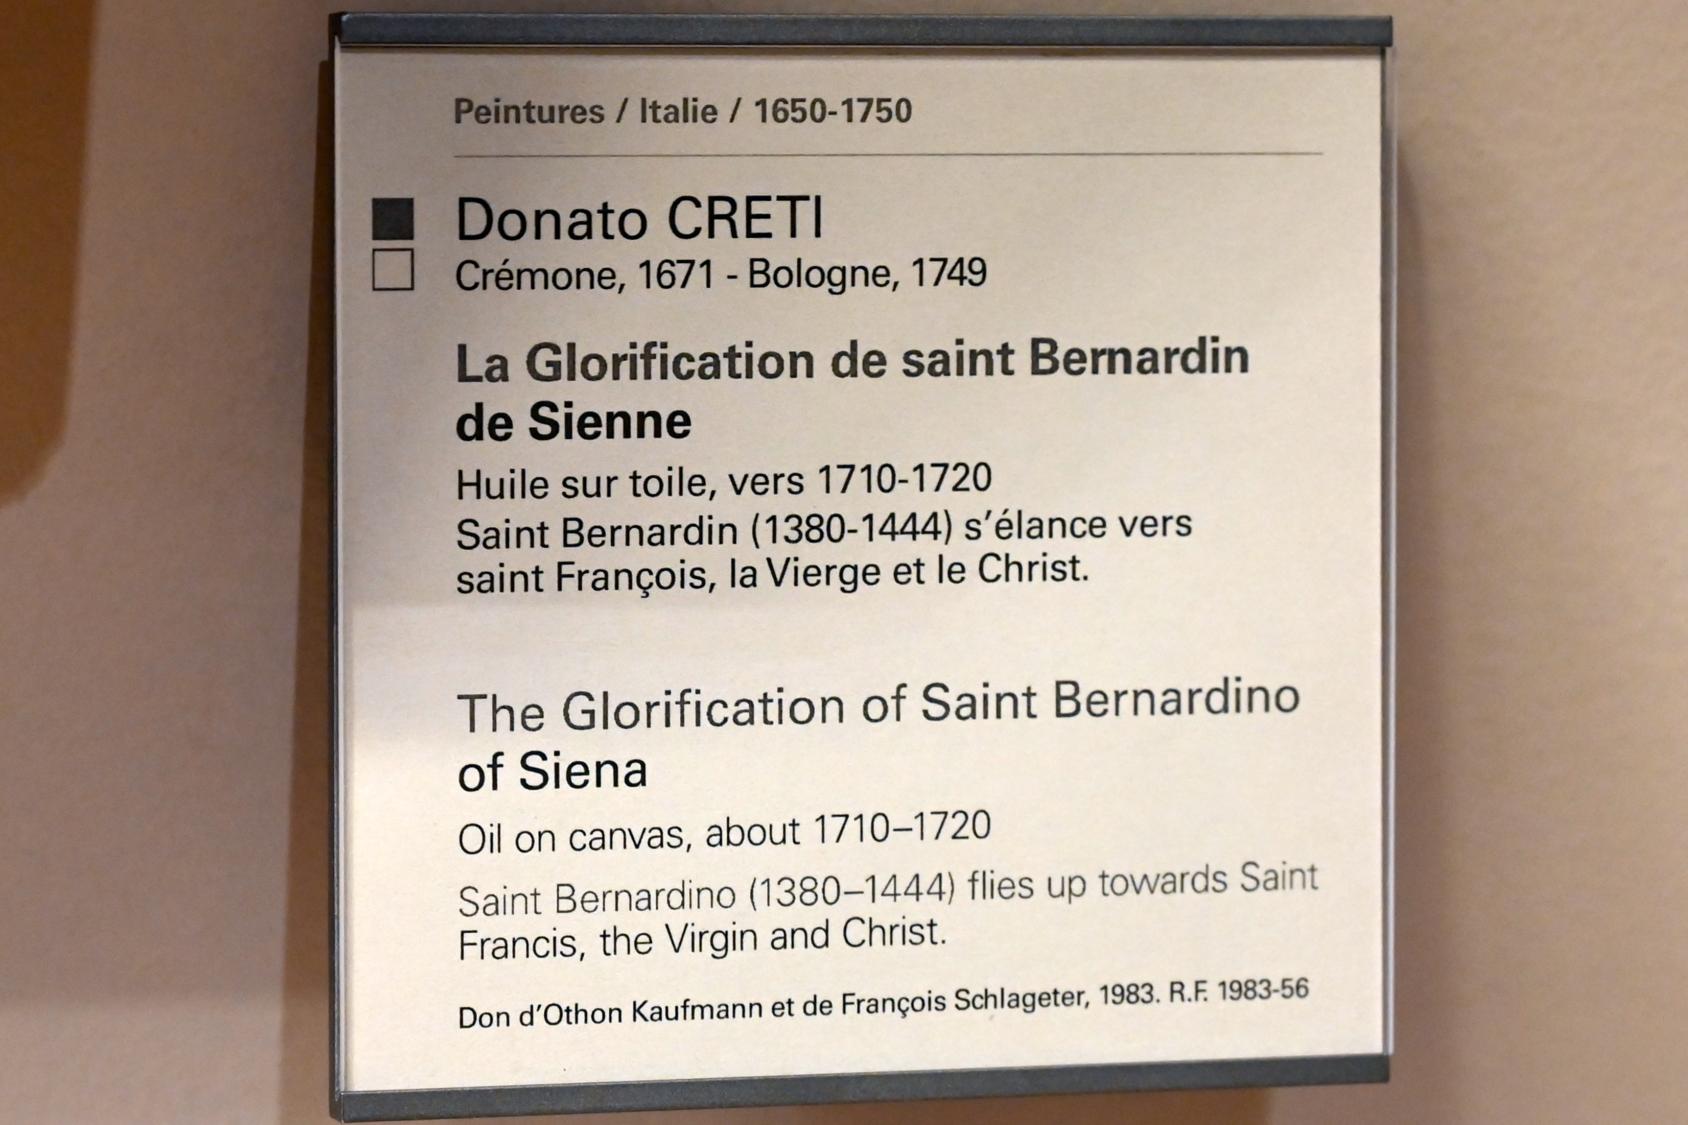 Peintures / Italie / 1650-1750
Donato CRETI
Crémone, 1671 - Bologne, 1749
La Glorification de saint Bernardin
de Sienne
Huile sur toile, vers 1710-1720
Saint Bernardin (1380-1444) s'élance vers
saint François, la Vierge et le Christ.
The Glorification of Saint Bernardino
of Siena
Oil on canvas, about 1710–1720
Saint Bernardino (1380–1444) flies up towards Saint
Francis, the Virgin and Christ.
Don d'Othon Kaufmann et de François Schlageter, 1983. R.F. 1983-56